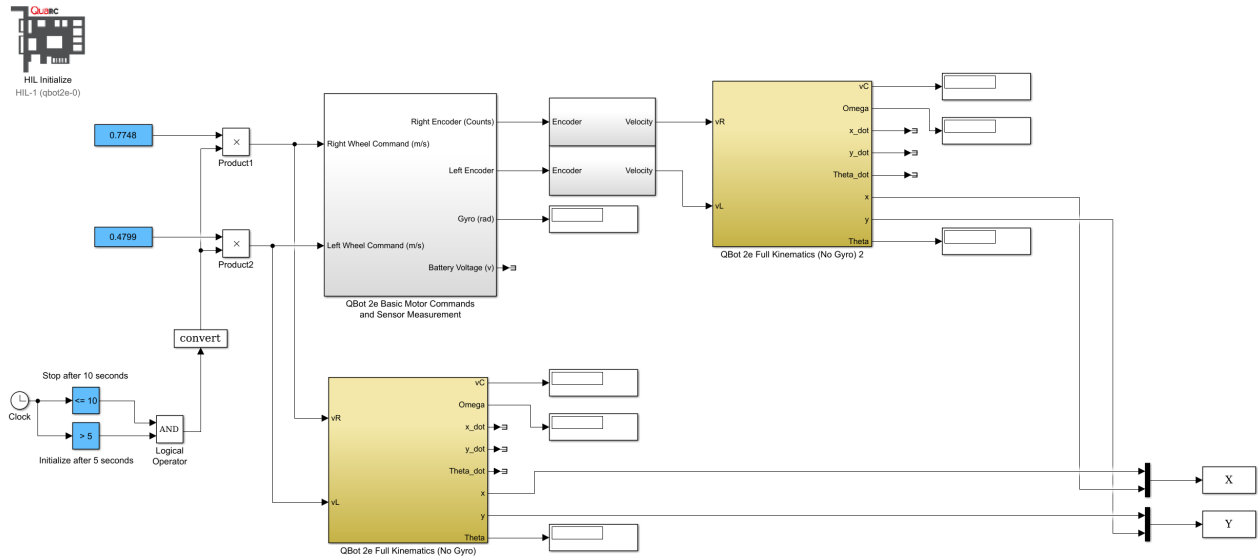 QUARC
HIL Initialize
HIL-1 (qbot2e-0)
0.7748
×
Product1
0.4799
×
Product2
convert
Stop after 10 seconds
Clock
<= 10
> 5
AND
Logical
Operator
Initialize after 5 seconds
Right Encoder (Counts)
Right Wheel Command (m/s)
Left Encoder
Gyro (rad)
Left Wheel Command (m/s)
Battery Voltage (v)
QBot 2e Basic Motor Commands
and Sensor Measurement
Encoder Velocity
Encoder Velocity
vR
vL
vC
Omega
x_dot
y_dot
Theta_dot
x
y
Theta
QBot 2e Full Kinematics (No Gyro) 2
vR
vL
vC
Omega
x_dot
y_dot
Theta_dot
x
y
Theta
QBot 2e Full Kinematics (No Gyro)
X
Y